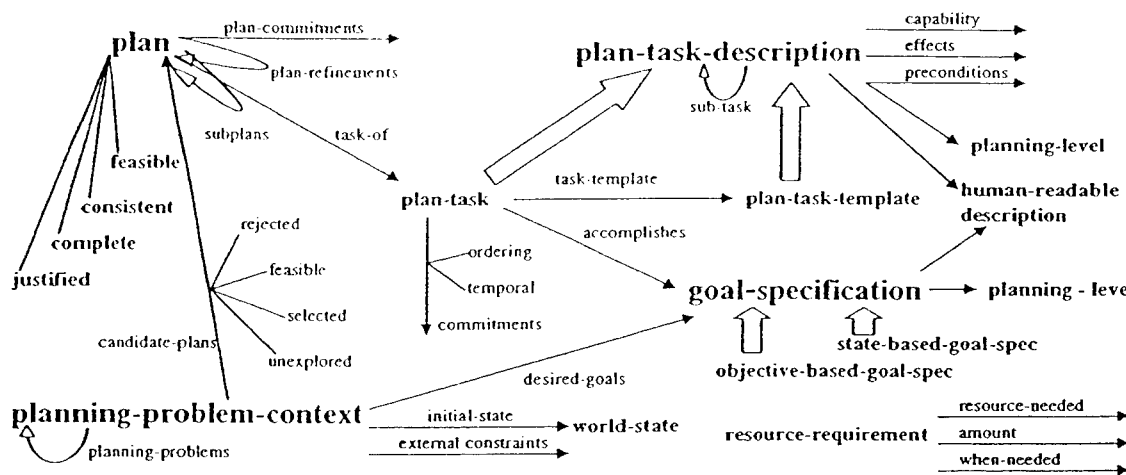 plan
plan-commitments
plan-refinements
subplans
task-of
feasible
consistent
complete
justified
rejected
feasible
selected
unexplored
candidate-plans
planning-problem-context
planning-problems
plan-task-description
sub-task
capability
effects
preconditions
planning-level
human-readable
description
plan-task
task-template
plan-task-template
accomplishes
ordering
temporal
commitments
goal-specification
planning - leve
state-based-goal-spec
objective-based-goal-spec
desired-goals
initial-state
external constraints
world-state
resource-requirement
resource-needed
amount
when-needed